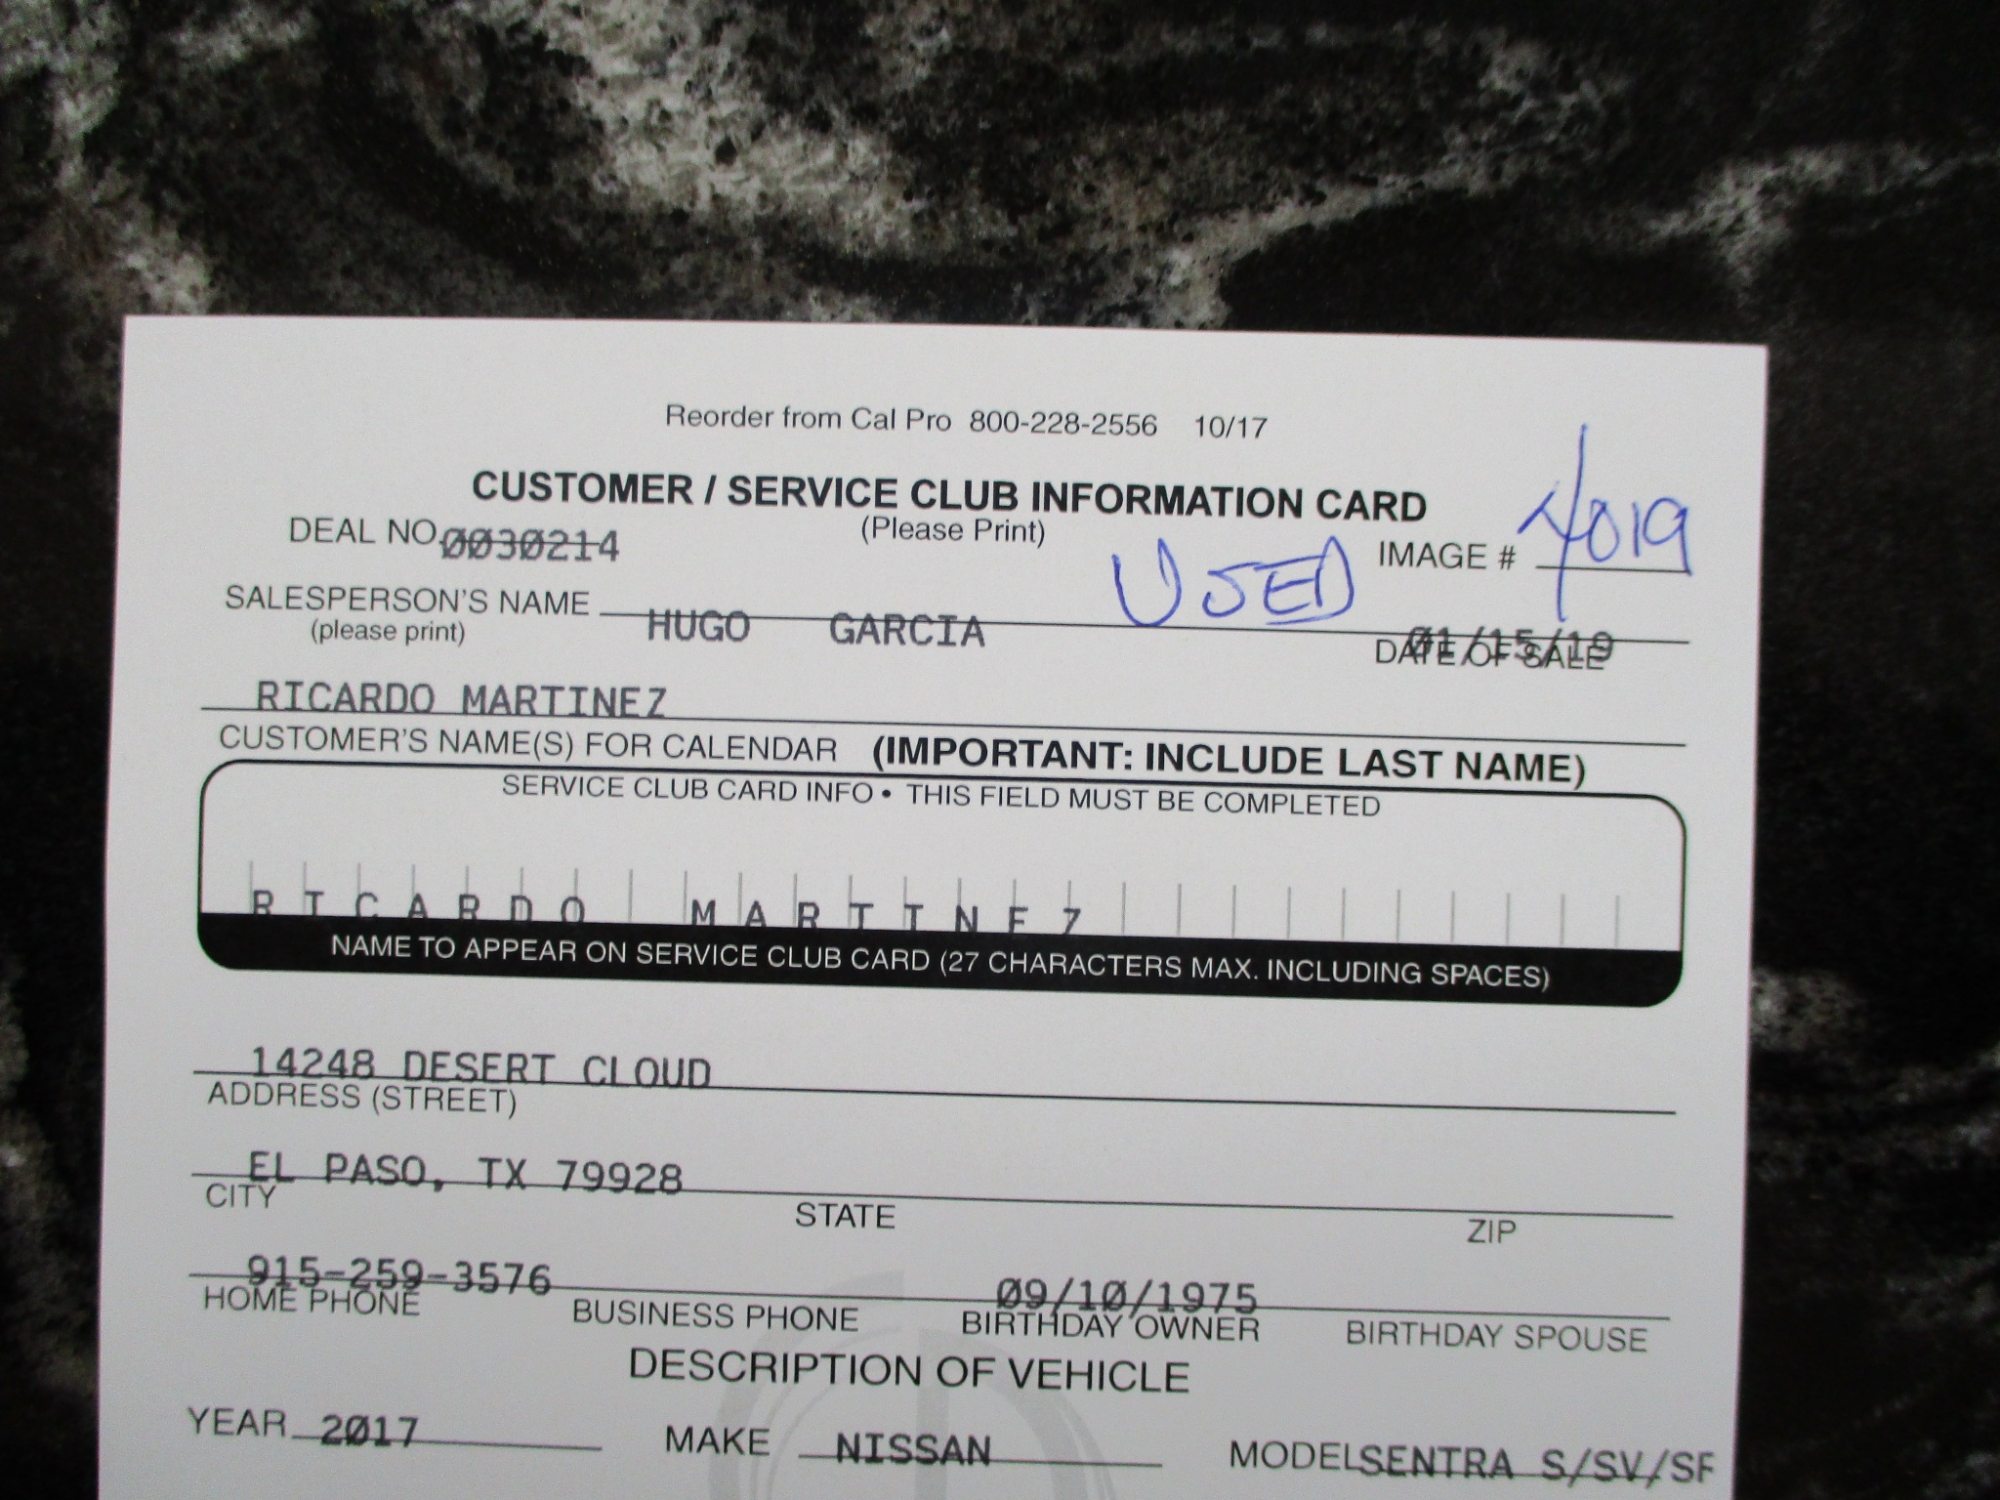 Reorder from Cal Pro 800-228-2556 10/17
CUSTOMER / SERVICE CLUB INFORMATION CARD
(Please Print)
DEAL NO. 0030214
USED
IMAGE # 4019
SALESPERSON'S NAME HUGO GARCIA
(please print)
01/15/19
DATE OF SALE
RICARDO MARTINEZ
CUSTOMER'S NAME(S) FOR CALENDAR (IMPORTANT: INCLUDE LAST NAME)
SERVICE CLUB CARD INFO • THIS FIELD MUST BE COMPLETED
RICARDO MARTINEZ
NAME TO APPEAR ON SERVICE CLUB CARD (27 CHARACTERS MAX. INCLUDING SPACES)
14248 DESERT CLOUD
ADDRESS (STREET)
EL PASO, TX 79928
CITY STATE ZIP
915-259-3576 09/10/1975
HOME PHONE BUSINESS PHONE BIRTHDAY OWNER BIRTHDAY SPOUSE
DESCRIPTION OF VEHICLE
YEAR 2017 MAKE NISSAN MODEL SENTRA S/SV/SF